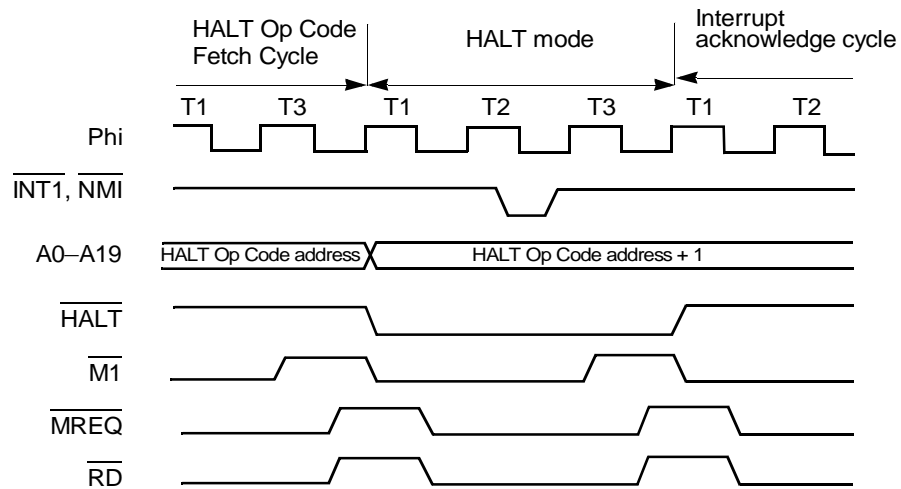 HALT Op Code
Fetch Cycle
HALT mode
Interrupt
acknowledge cycle
T1 T3 T1 T2 T3 T1 T2
Phi
INT1, NMI
A0–A19
HALT Op Code address
HALT Op Code address + 1
HALT
M1
MREQ
RD